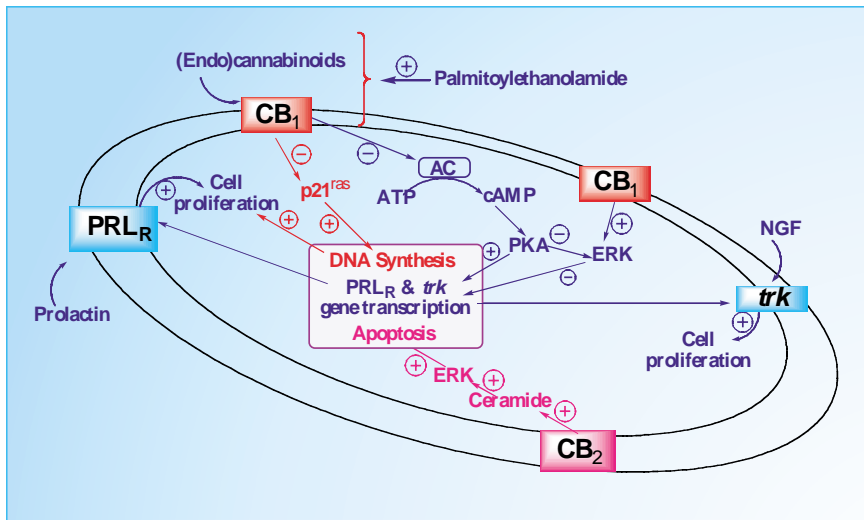 (Endo)cannabinoids
⊕
Palmitoylethanolamide
CB₁
⊖
⊖
AC
CB₁
p21ras
ATP
cAMP
⊕
Cell
proliferation
⊕
⊕
⊕
NGF
PRLR
PKA
⊖
ERK
⊕
DNA Synthesis
⊖
PRLR & trk
gene transcription
trk
Prolactin
Apoptosis
⊕
Cell
proliferation
⊕
ERK
⊕
Ceramide
⊕
CB₂